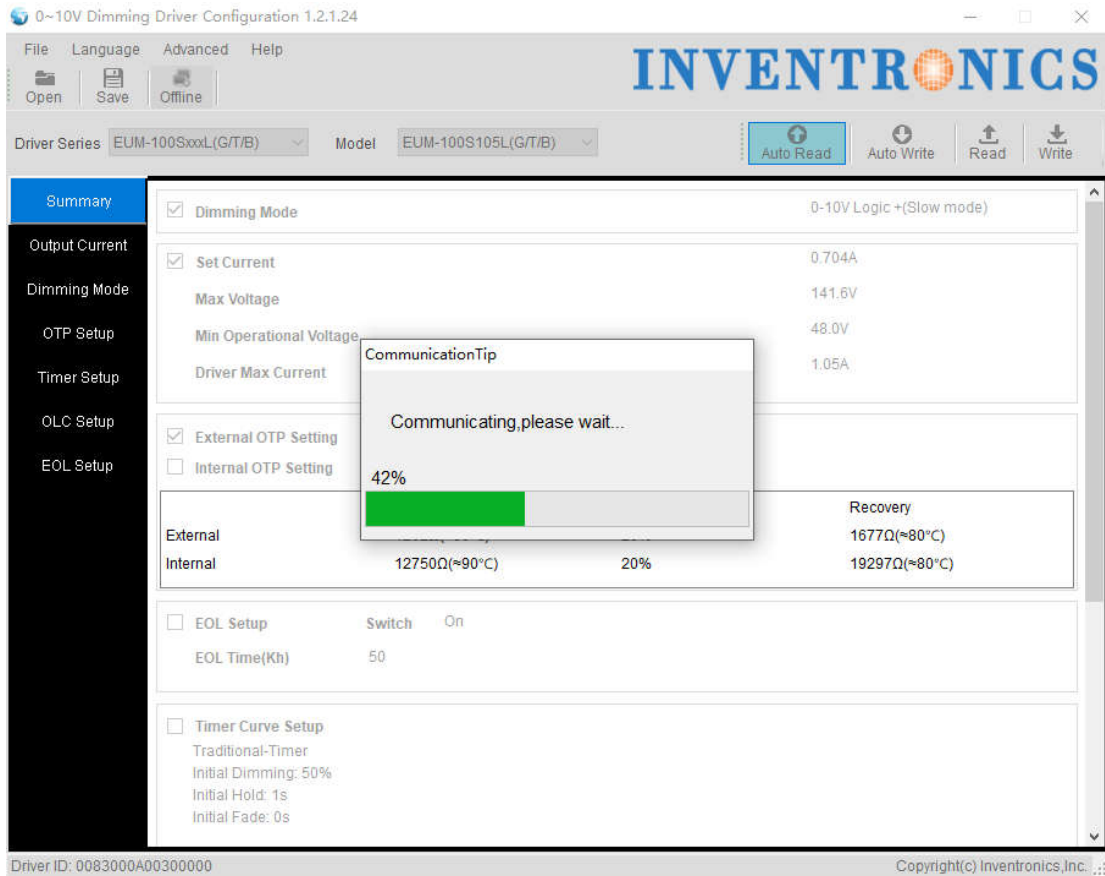 0~10V Dimming Driver Configuration 1.2.1.24
File Language Advanced Help
INVENTRONICS
Open Save Offline
Driver Series EUM-100SxxxL(G/T/B) Model EUM-100S105L(G/T/B)
Auto Read Auto Write Read Write
Summary
Output Current
Dimming Mode
OTP Setup
Timer Setup
OLC Setup
EOL Setup
Dimming Mode 0-10V Logic +(Slow mode)
Set Current 0.704A
Max Voltage 141.6V
Min Operational Voltage 48.0V
Driver Max Current 1.05A
CommunicationTip
Communicating,please wait...
42%
External OTP Setting
Internal OTP Setting
Recovery
External 1677Ω(≈80°C)
Internal 12750Ω(≈90°C) 20% 19297Ω(≈80°C)
EOL Setup Switch On
EOL Time(Kh) 50
Timer Curve Setup
Traditional-Timer
Initial Dimming: 50%
Initial Hold: 1s
Initial Fade: 0s
Driver ID: 0083000A00300000 Copyright(c) Inventronics,Inc.